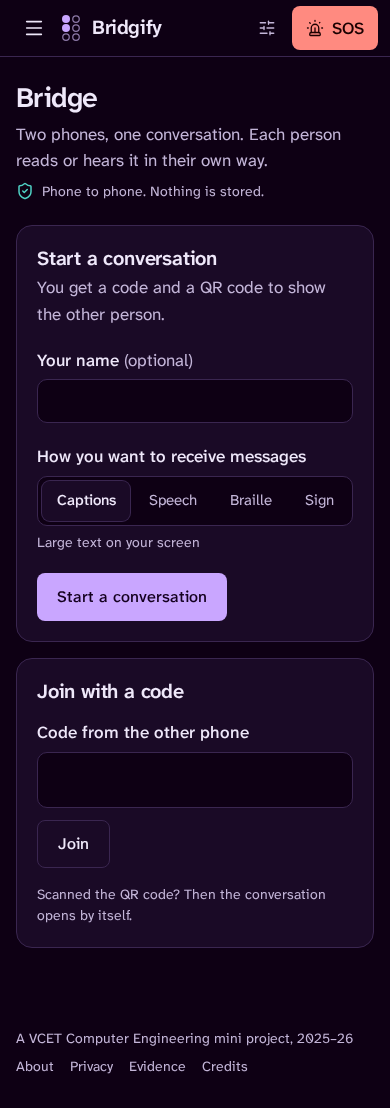 Bridgify
SOS
Bridge
Two phones, one conversation. Each person
reads or hears it in their own way.
Phone to phone. Nothing is stored.
Start a conversation
You get a code and a QR code to show
the other person.
Your name (optional)
How you want to receive messages
Captions Speech Braille Sign
Large text on your screen
Start a conversation
Join with a code
Code from the other phone
Join
Scanned the QR code? Then the conversation
opens by itself.
A VCET Computer Engineering mini project, 2025–26
About Privacy Evidence Credits